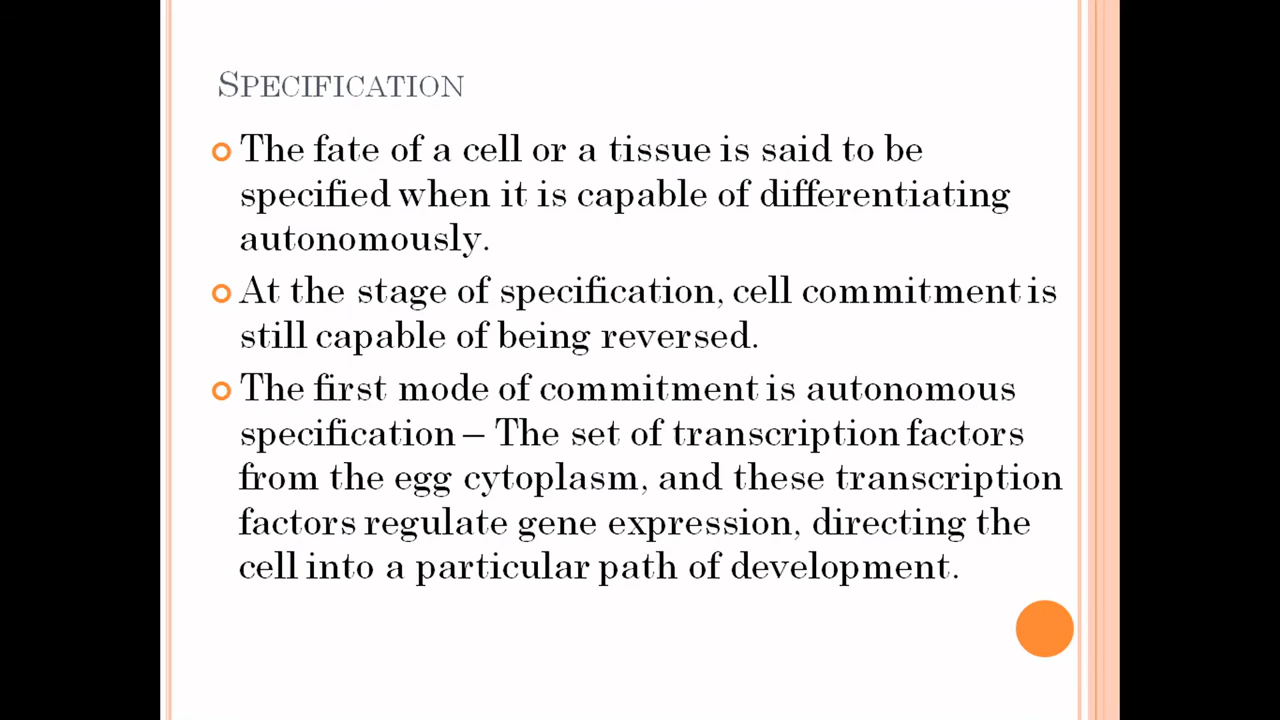 SPECIFICATION
The fate of a cell or a tissue is said to be
specified when it is capable of differentiating
autonomously.
At the stage of specification, cell commitment is
still capable of being reversed.
The first mode of commitment is autonomous
specification – The set of transcription factors
from the egg cytoplasm, and these transcription
factors regulate gene expression, directing the
cell into a particular path of development.